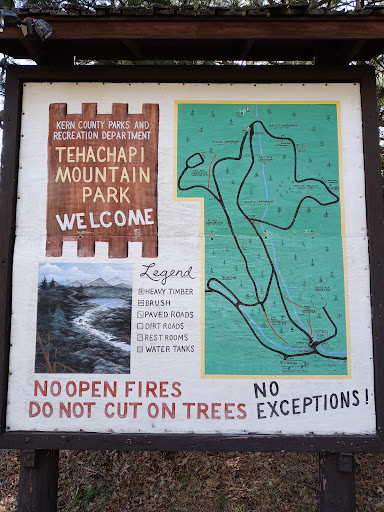 KERN COUNTY PARKS AND
RECREATION DEPARTMENT
TEHACHAPI
MOUNTAIN
PARK
WELCOME
Legend
HEAVY TIMBER
BRUSH
PAVED ROADS
DIRT ROADS
REST ROOMS
WATER TANKS
NO OPEN FIRES
DO NOT CUT ON TREES
NO
EXCEPTIONS!